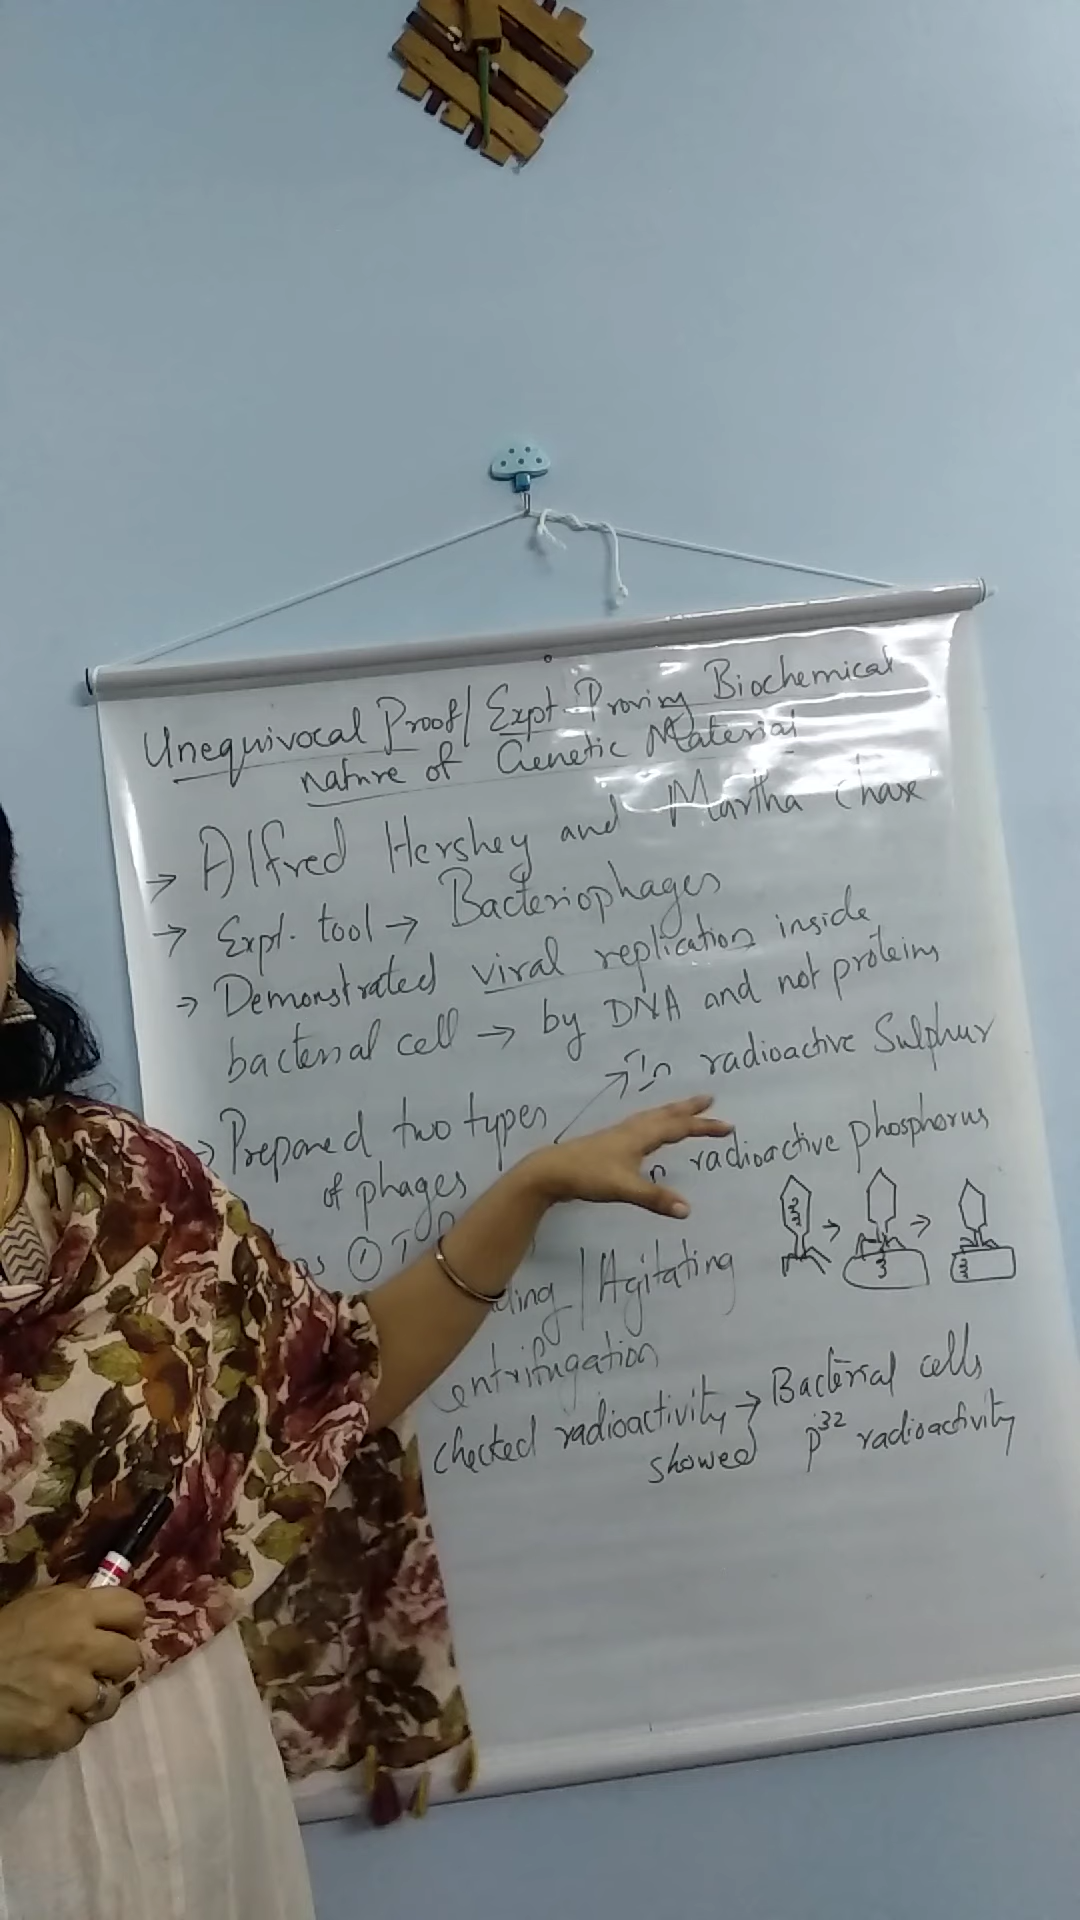 Unequivocal Proof/ Expt. Proving Biochemical
nature of Genetic Material
→ Alfred Hershey and Martha Chase
→ Expt. tool → Bacteriophages
→ Demonstrated viral replication inside
bacterial cell → by DNA and not proteins
→ Prepared two types → In radioactive Sulphur
of phages radioactive phosphorus
①
/Agitating
checked radioactivity → Bacterial cells
showed P32 radioactivity